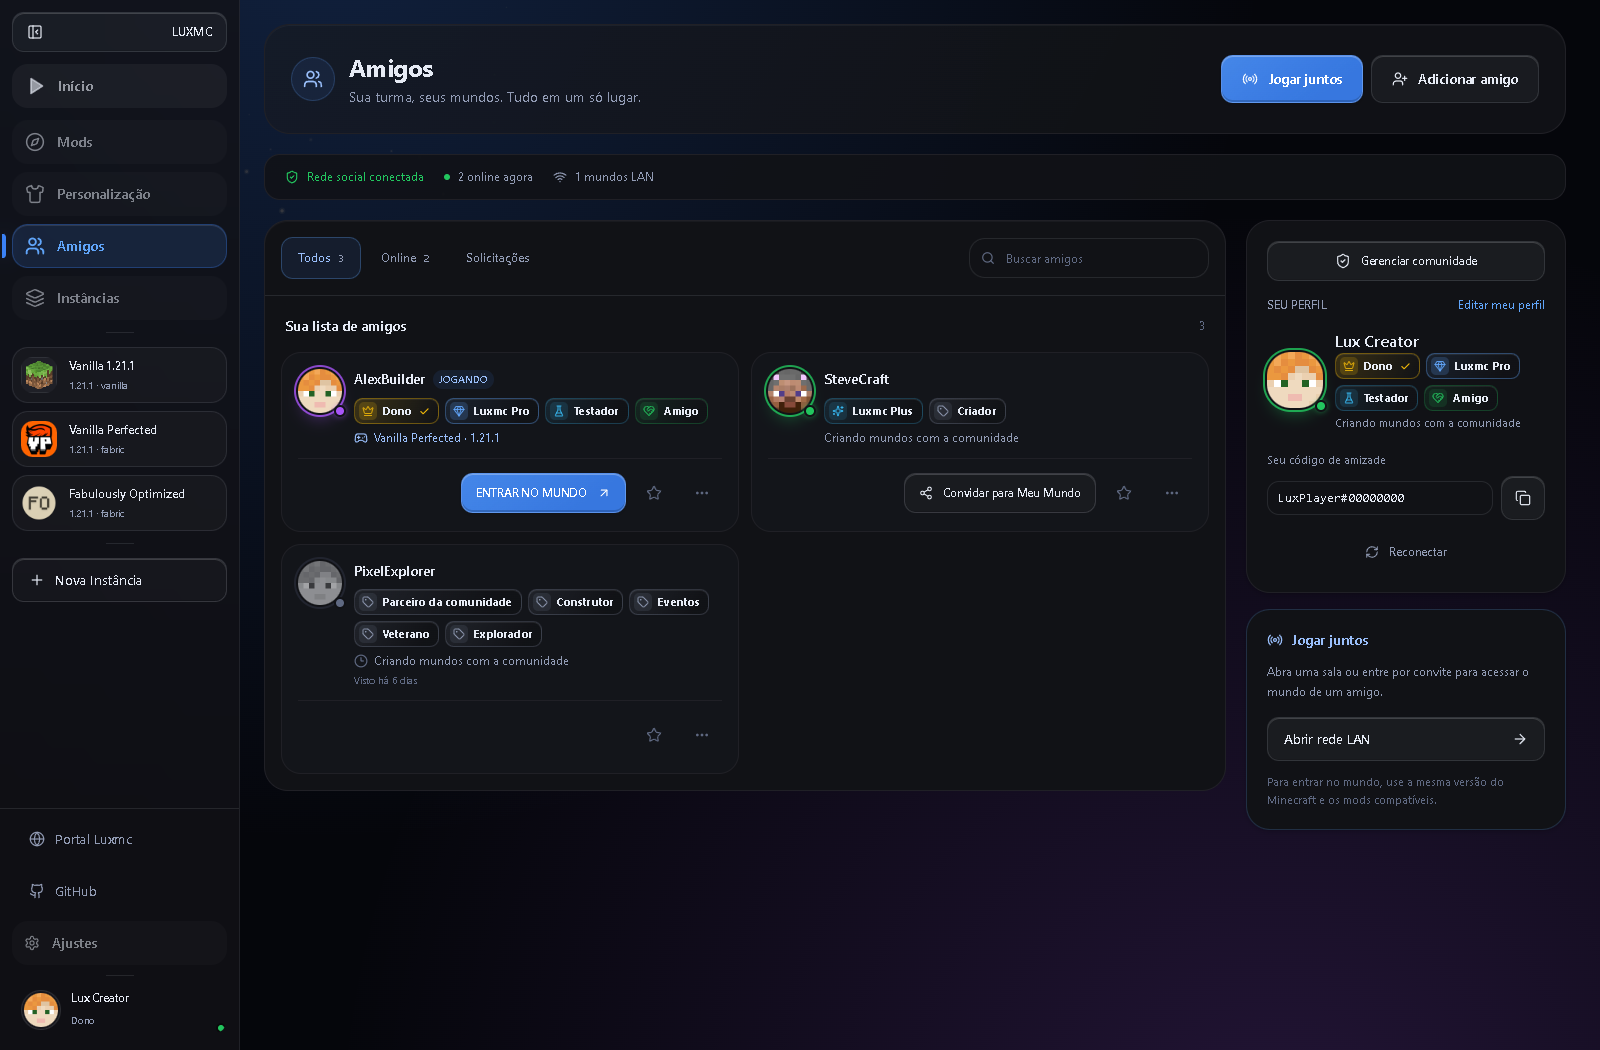 LUXMC
Início
Mods
Personalização
Amigos
Instâncias
Vanilla 1.21.1
1.21.1 · vanilla
Vanilla Perfected
1.21.1 · fabric
Fabulously Optimized
1.21.1 · fabric
Nova Instância
Portal Luxmc
GitHub
Ajustes
Lux Creator
Dono
Amigos
Sua turma, seus mundos. Tudo em um só lugar.
Jogar juntos
Adicionar amigo
Rede social conectada
2 online agora
1 mundos LAN
Todos 3
Online 2
Solicitações
Buscar amigos
Sua lista de amigos
3
AlexBuilder JOGANDO
Dono
Luxmc Pro
Testador
Amigo
Vanilla Perfected · 1.21.1
ENTRAR NO MUNDO
SteveCraft
Luxmc Plus
Criador
Criando mundos com a comunidade
Convidar para Meu Mundo
PixelExplorer
Parceiro da comunidade
Construtor
Eventos
Veterano
Explorador
Criando mundos com a comunidade
Visto há 6 dias
Gerenciar comunidade
SEU PERFIL
Editar meu perfil
Lux Creator
Dono
Luxmc Pro
Testador
Amigo
Criando mundos com a comunidade
Seu código de amizade
LuxPlayer#00000000
Reconectar
Jogar juntos
Abra uma sala ou entre por convite para acessar o
mundo de um amigo.
Abrir rede LAN
Para entrar no mundo, use a mesma versão do
Minecraft e os mods compatíveis.